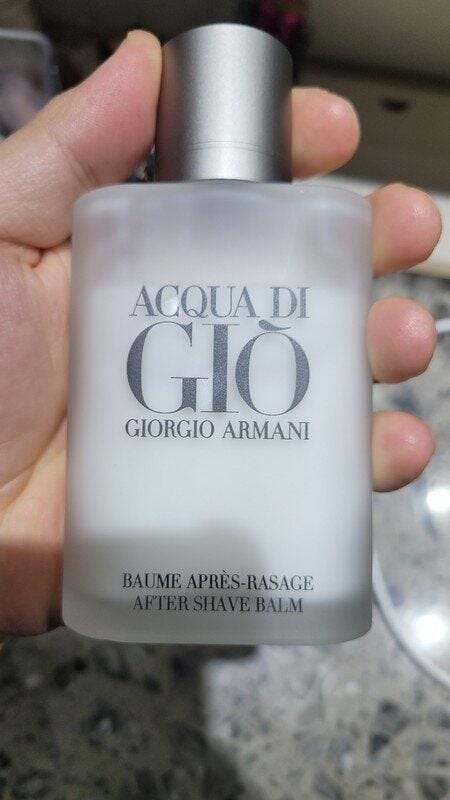 ACQUA DI
GIÒ
GIORGIO ARMANI
BAUME APRÈS-RASAGE
AFTER SHAVE BALM